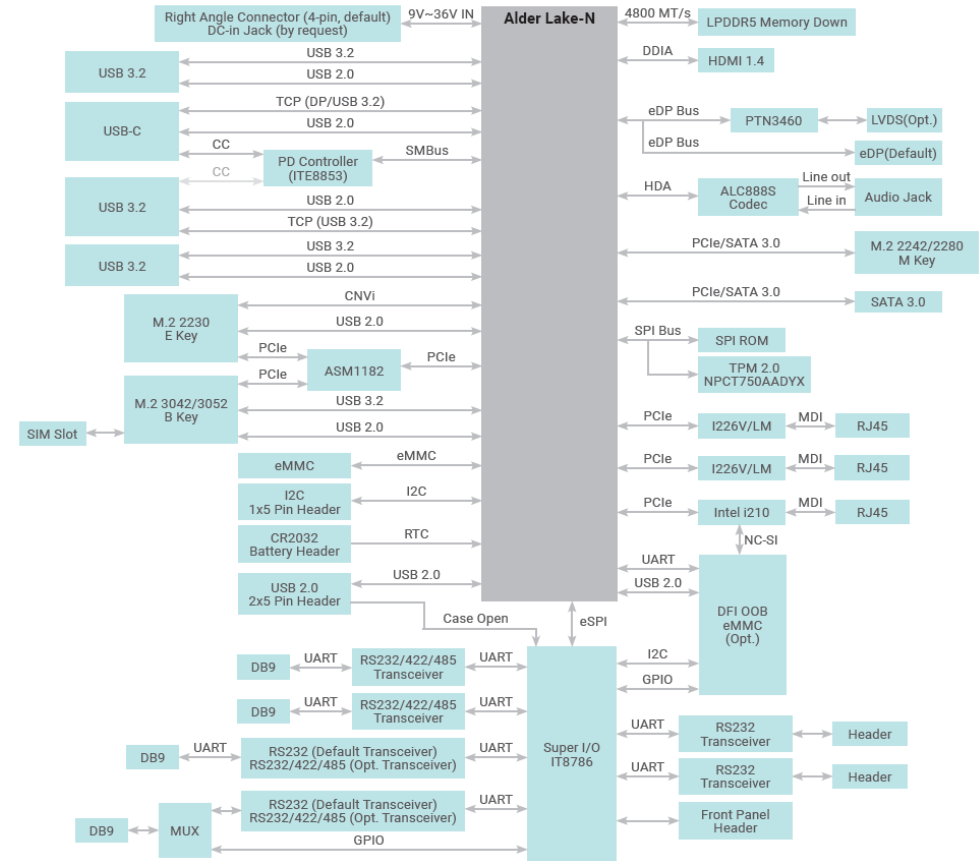 Right Angle Connector (4-pin, default)
DC-in Jack (by request)
9V~36V IN
Alder Lake-N
4800 MT/s
LPDDR5 Memory Down
USB 3.2
USB 3.2
USB 2.0
DDIA
HDMI 1.4
USB-C
TCP (DP/USB 3.2)
USB 2.0
CC
CC
PD Controller
(ITE8853)
SMBus
eDP Bus
PTN3460
LVDS(Opt.)
eDP Bus
eDP(Default)
USB 3.2
USB 2.0
TCP (USB 3.2)
HDA
ALC888S
Codec
Line out
Line in
Audio Jack
USB 3.2
USB 3.2
USB 2.0
PCIe/SATA 3.0
M.2 2242/2280
M Key
M.2 2230
E Key
CNVi
USB 2.0
PCIe
PCIe
ASM1182
PCIe
PCIe/SATA 3.0
SATA 3.0
SPI Bus
SPI ROM
TPM 2.0
NPCT750AADYX
M.2 3042/3052
B Key
USB 3.2
USB 2.0
SIM Slot
PCIe
I226V/LM
MDI
RJ45
eMMC
eMMC
PCIe
I226V/LM
MDI
RJ45
I2C
1x5 Pin Header
I2C
PCIe
Intel i210
MDI
RJ45
NC-SI
CR2032
Battery Header
RTC
USB 2.0
2x5 Pin Header
USB 2.0
Case Open
eSPI
UART
USB 2.0
DFI OOB
eMMC
(Opt.)
I2C
GPIO
DB9
UART
RS232/422/485
Transceiver
UART
DB9
UART
RS232/422/485
Transceiver
UART
DB9
UART
RS232 (Default Transceiver)
RS232/422/485 (Opt. Transceiver)
UART
Super I/O
IT8786
UART
RS232
Transceiver
Header
UART
RS232
Transceiver
Header
DB9
MUX
RS232 (Default Transceiver)
RS232/422/485 (Opt. Transceiver)
UART
GPIO
Front Panel
Header